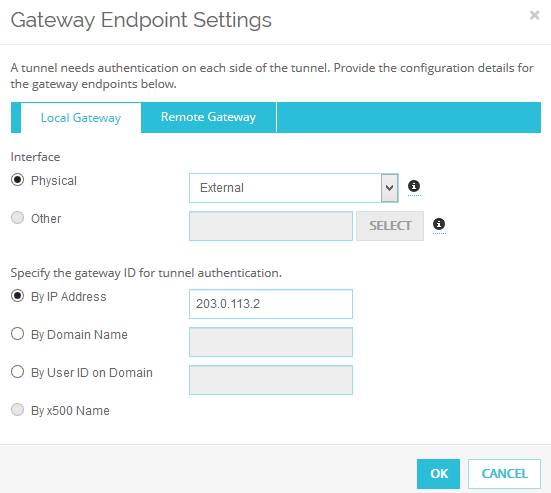 Gateway Endpoint Settings
A tunnel needs authentication on each side of the tunnel. Provide the configuration details for
the gateway endpoints below.
Local Gateway Remote Gateway
Interface
Physical External
Other SELECT
Specify the gateway ID for tunnel authentication.
By IP Address 203.0.113.2
By Domain Name
By User ID on Domain
By x500 Name
OK CANCEL